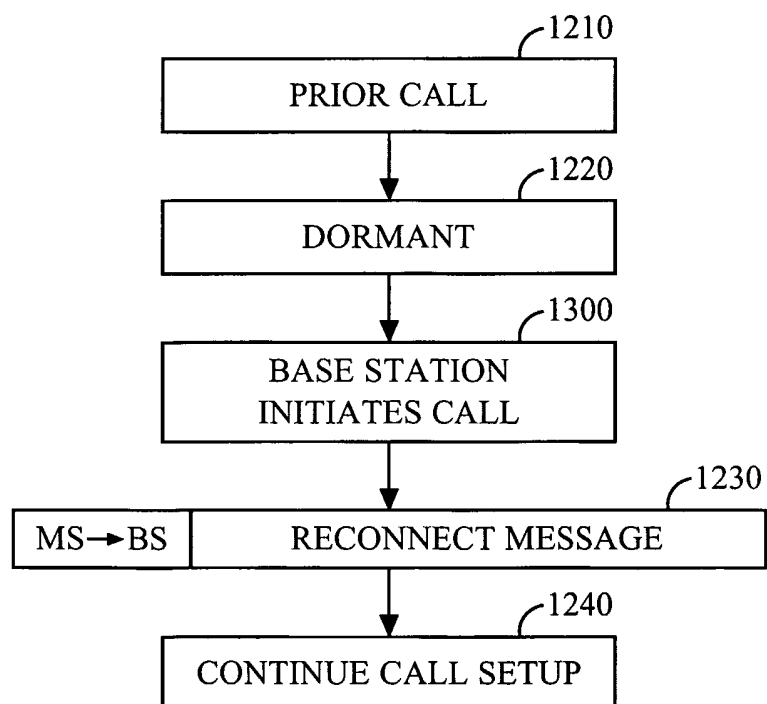 1210
PRIOR CALL
1220
DORMANT
1300
BASE STATION
INITIATES CALL
1230
MS→BS RECONNECT MESSAGE
1240
CONTINUE CALL SETUP